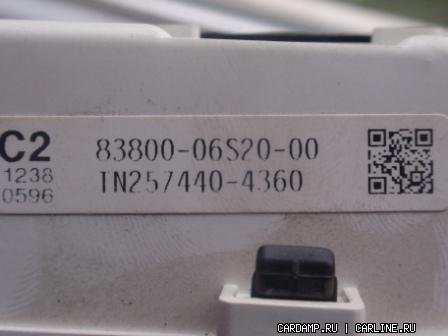 C2
1238
0596
83800-06S20-00
TN257440-4360
CARDAMP.RU | CARLINE.RU